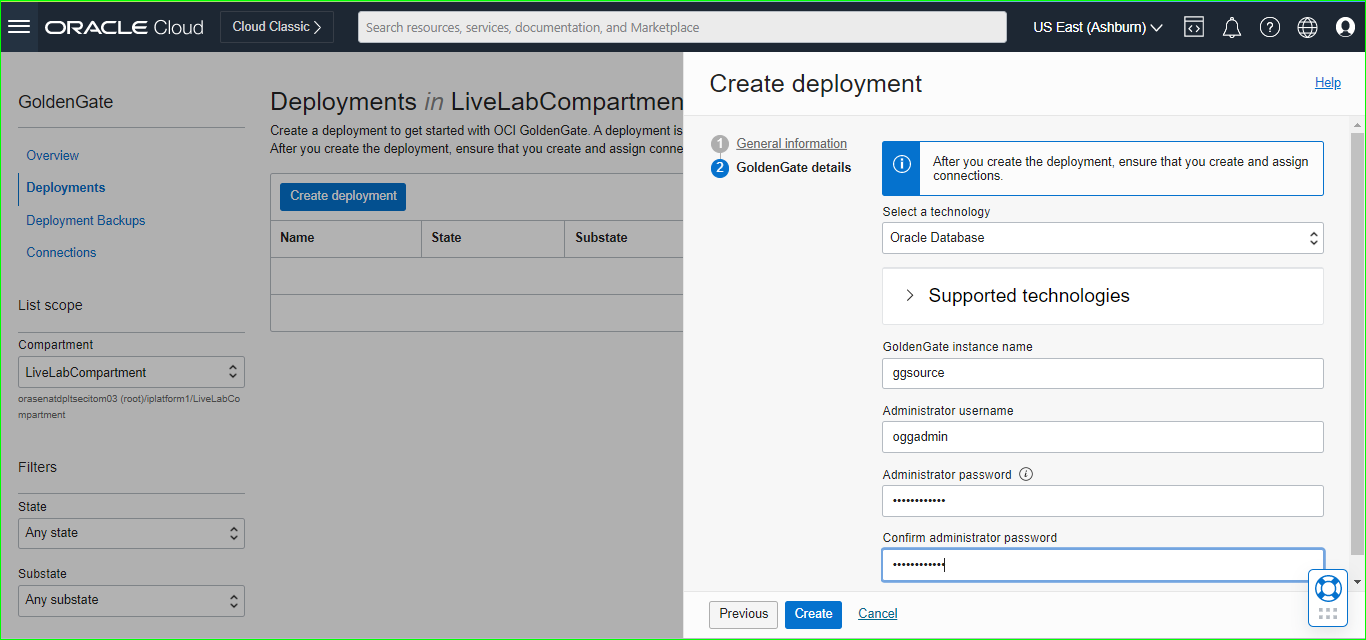 ORACLE Cloud
Cloud Classic
Search resources, services, documentation, and Marketplace
US East (Ashburn)
GoldenGate
Overview
Deployments
Deployment Backups
Connections
List scope
Compartment
LiveLabCompartment
orasenatdpltsecitom03 (root)/iplatform1/LiveLabCo
mpartment
Filters
State
Any state
Substate
Any substate
Deployments in LiveLabCompartmen
Create a deployment to get started with OCI GoldenGate. A deployment is
After you create the deployment, ensure that you create and assign conne
Create deployment
Name State Substate
Create deployment
Help
1 General information
2 GoldenGate details
After you create the deployment, ensure that you create and assign
connections.
Select a technology
Oracle Database
Supported technologies
GoldenGate instance name
ggsource
Administrator username
oggadmin
Administrator password
••••••••••••
Confirm administrator password
••••••••••••
Previous Create Cancel